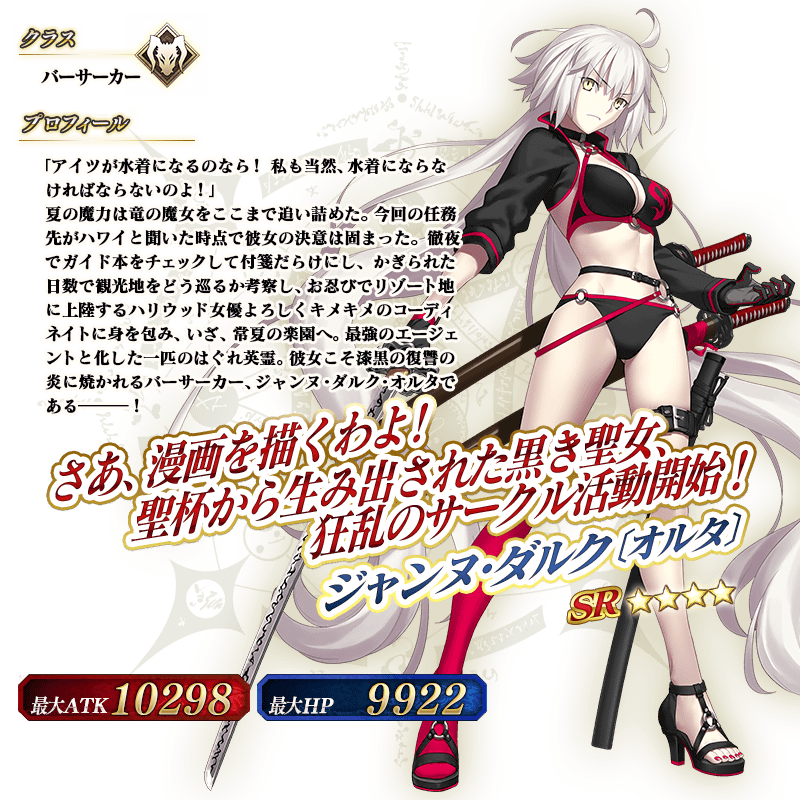 クラス
バーサーカー
プロフィール
「アイツが水着になるのなら！ 私も当然、水着にならな
ければならないのよ！」
夏の魔力は竜の魔女をここまで追い詰めた。今回の任務
先がハワイと聞いた時点で彼女の決意は固まった。徹夜
でガイド本をチェックして付箋だらけにし、かぎられた
日数で観光地をどう巡るか考察し、お忍びでリゾート地
に上陸するハリウッド女優よろしくキメキメのコーディ
ネイトに身を包み、いざ、常夏の楽園へ。最強のエージェ
ントと化した一匹のはぐれ英霊。彼女こそ漆黒の復讐の
炎に焼かれるバーサーカー、ジャンヌ・ダルク・オルタで
ある――！
さあ、漫画を描くわよ！
聖杯から生み出された黒き聖女、
狂乱のサークル活動開始！
ジャンヌ・ダルク〔オルタ〕
SR ★★★★
最大ATK 10298
最大HP 9922